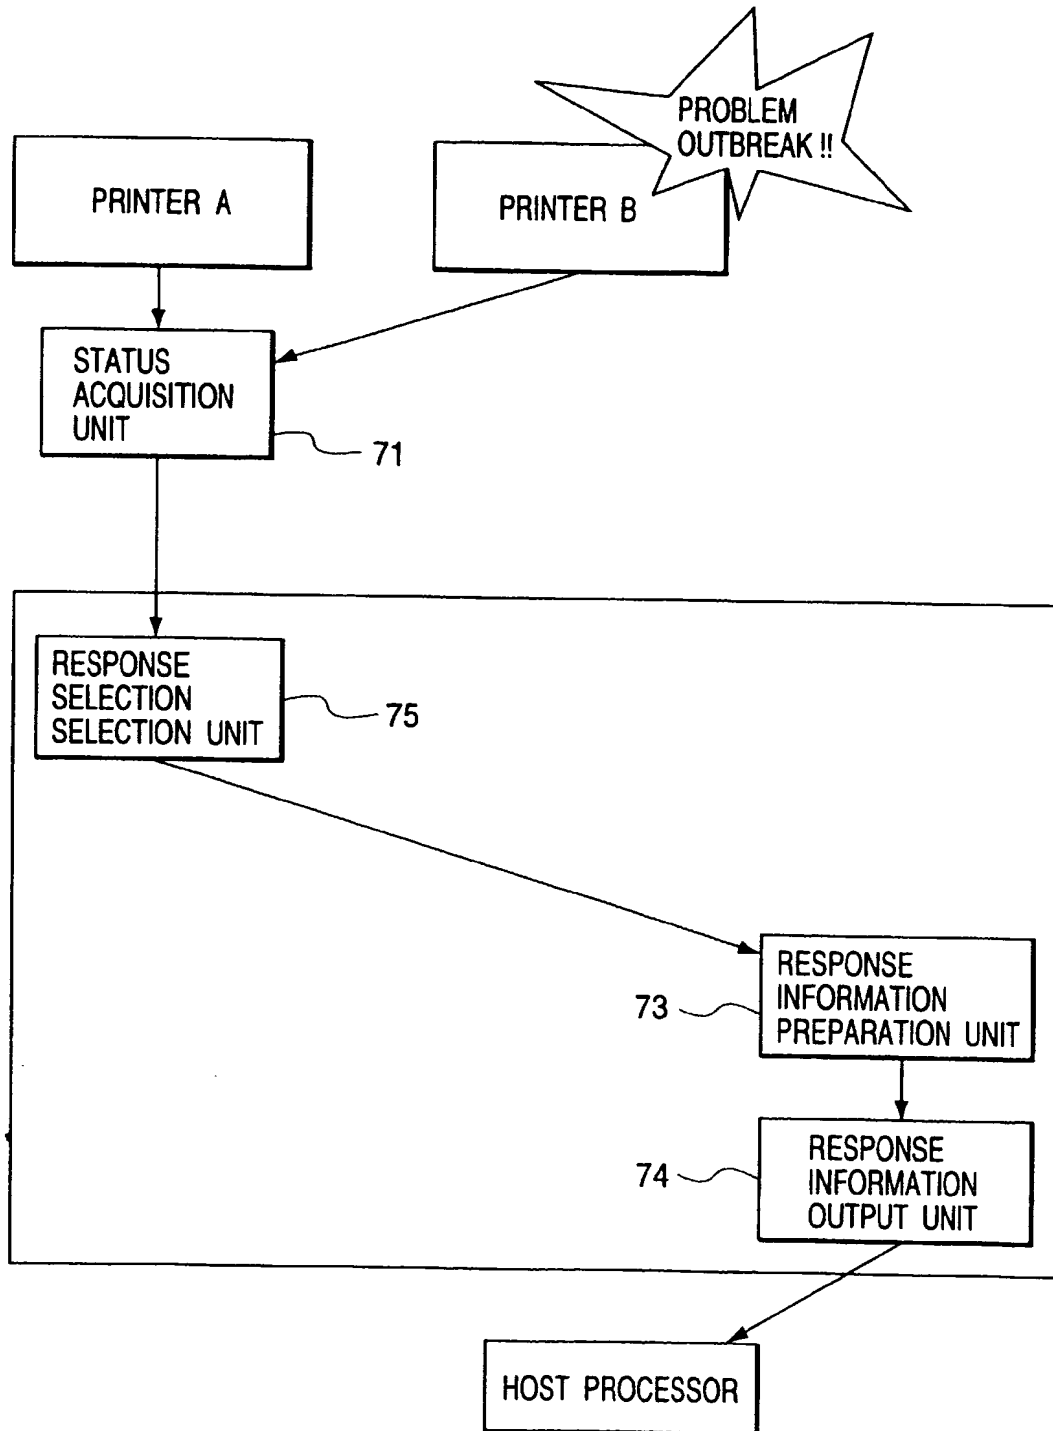 PROBLEM
OUTBREAK !!
PRINTER A
PRINTER B
STATUS
ACQUISITION
UNIT
71
RESPONSE
SELECTION
SELECTION UNIT
75
RESPONSE
INFORMATION
PREPARATION UNIT
73
RESPONSE
INFORMATION
OUTPUT UNIT
74
HOST PROCESSOR